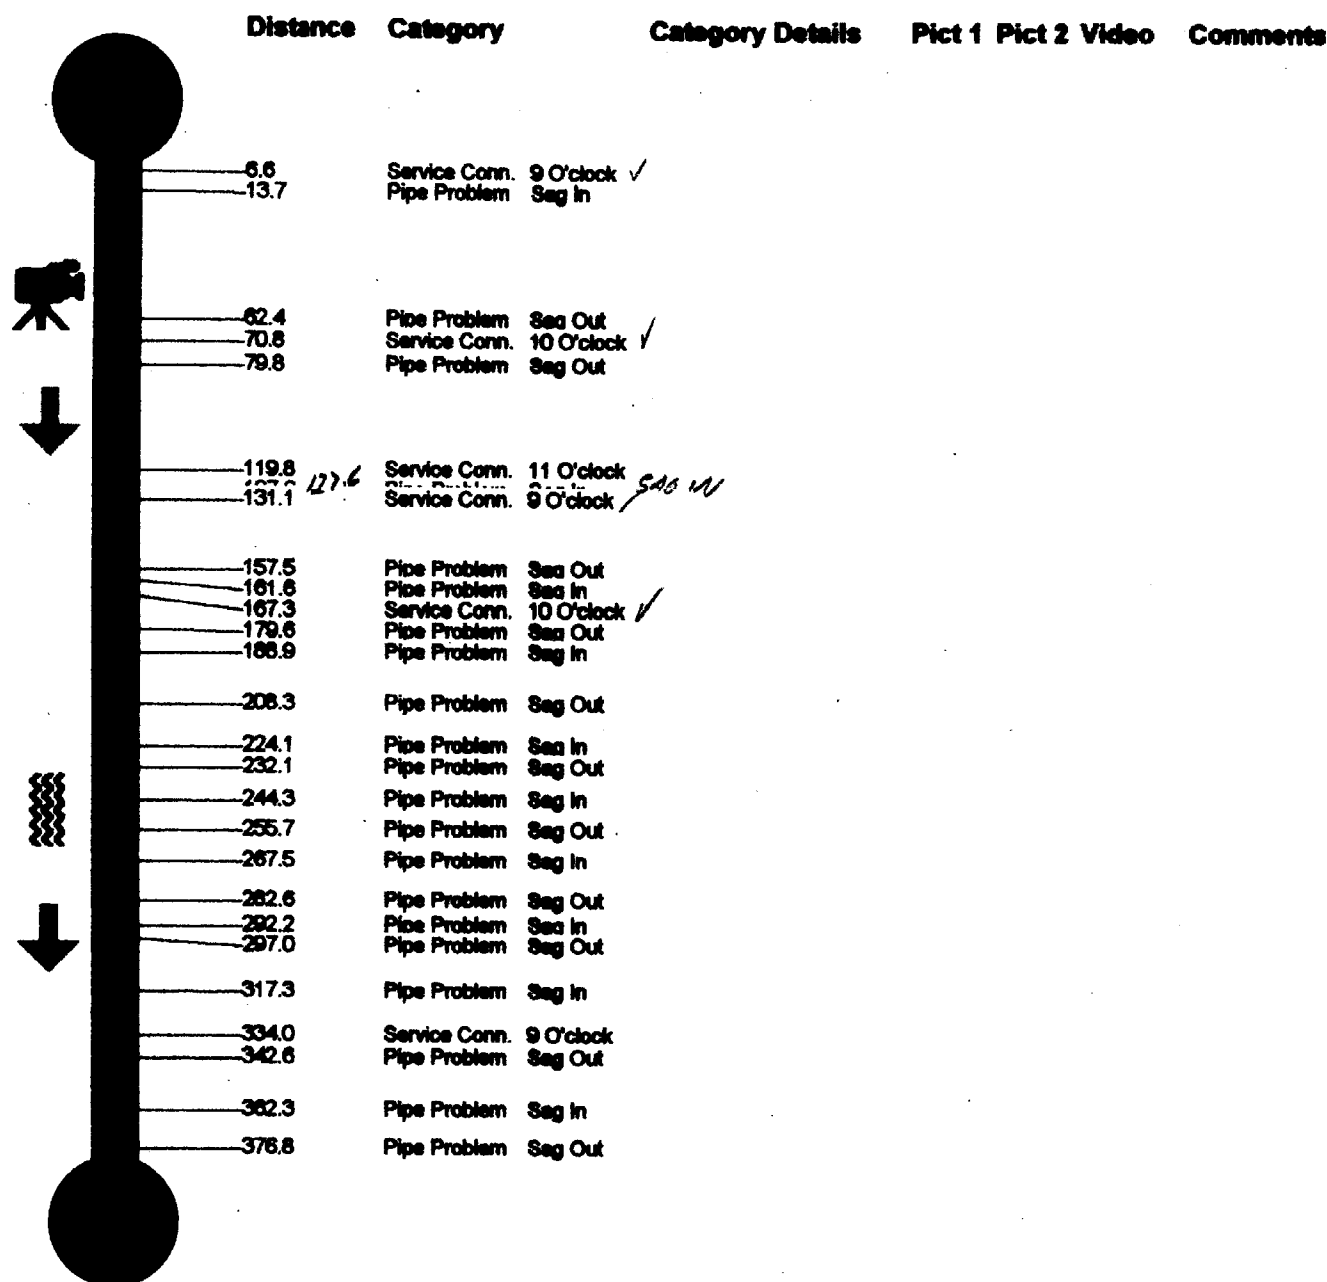 Distance Category Category Details Pict 1 Pict 2 Video Comments
6.6 Service Conn. 9 O'clock ✓
13.7 Pipe Problem Sag In
62.4 Pipe Problem Sag Out
70.8 Service Conn. 10 O'clock ✓
79.8 Pipe Problem Sag Out
119.8 Service Conn. 11 O'clock
127.6 Pipe Problem Sag In SAG IN
131.1 Service Conn. 9 O'clock
157.5 Pipe Problem Sag Out
161.6 Pipe Problem Sag In
167.3 Service Conn. 10 O'clock ✓
179.6 Pipe Problem Sag Out
Pipe Problem Sag In
208.3 Pipe Problem Sag Out
224.1 Pipe Problem Sag In
232.1 Pipe Problem Sag Out
244.3 Pipe Problem Sag In
255.7 Pipe Problem Sag Out
267.5 Pipe Problem Sag In
282.6 Pipe Problem Sag Out
292.2 Pipe Problem Sag In
297.0 Pipe Problem Sag Out
317.3 Pipe Problem Sag In
334.0 Service Conn. 9 O'clock
342.6 Pipe Problem Sag Out
362.3 Pipe Problem Sag In
376.8 Pipe Problem Sag Out